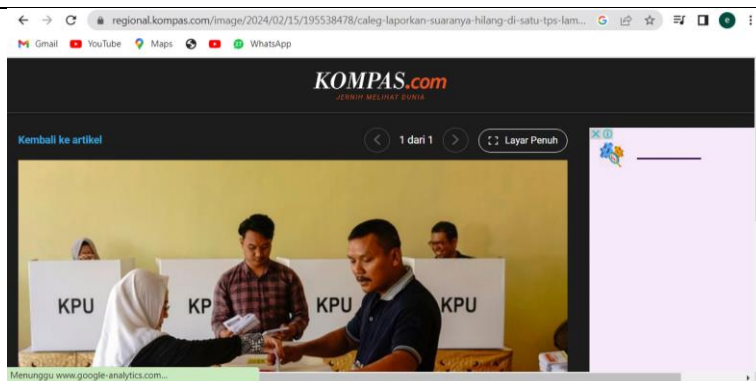 regional.kompas.com/image/2024/02/15/195538478/caleg-laporkan-suaranya-hilang-di-satu-tps-lam...
Gmail YouTube Maps WhatsApp
KOMPAS.com
JERNIH MELIHAT DUNIA
Kembali ke artikel 1 dari 1 Layar Penuh
KPU KP KPU KPU
Menunggu www.google-analytics.com...